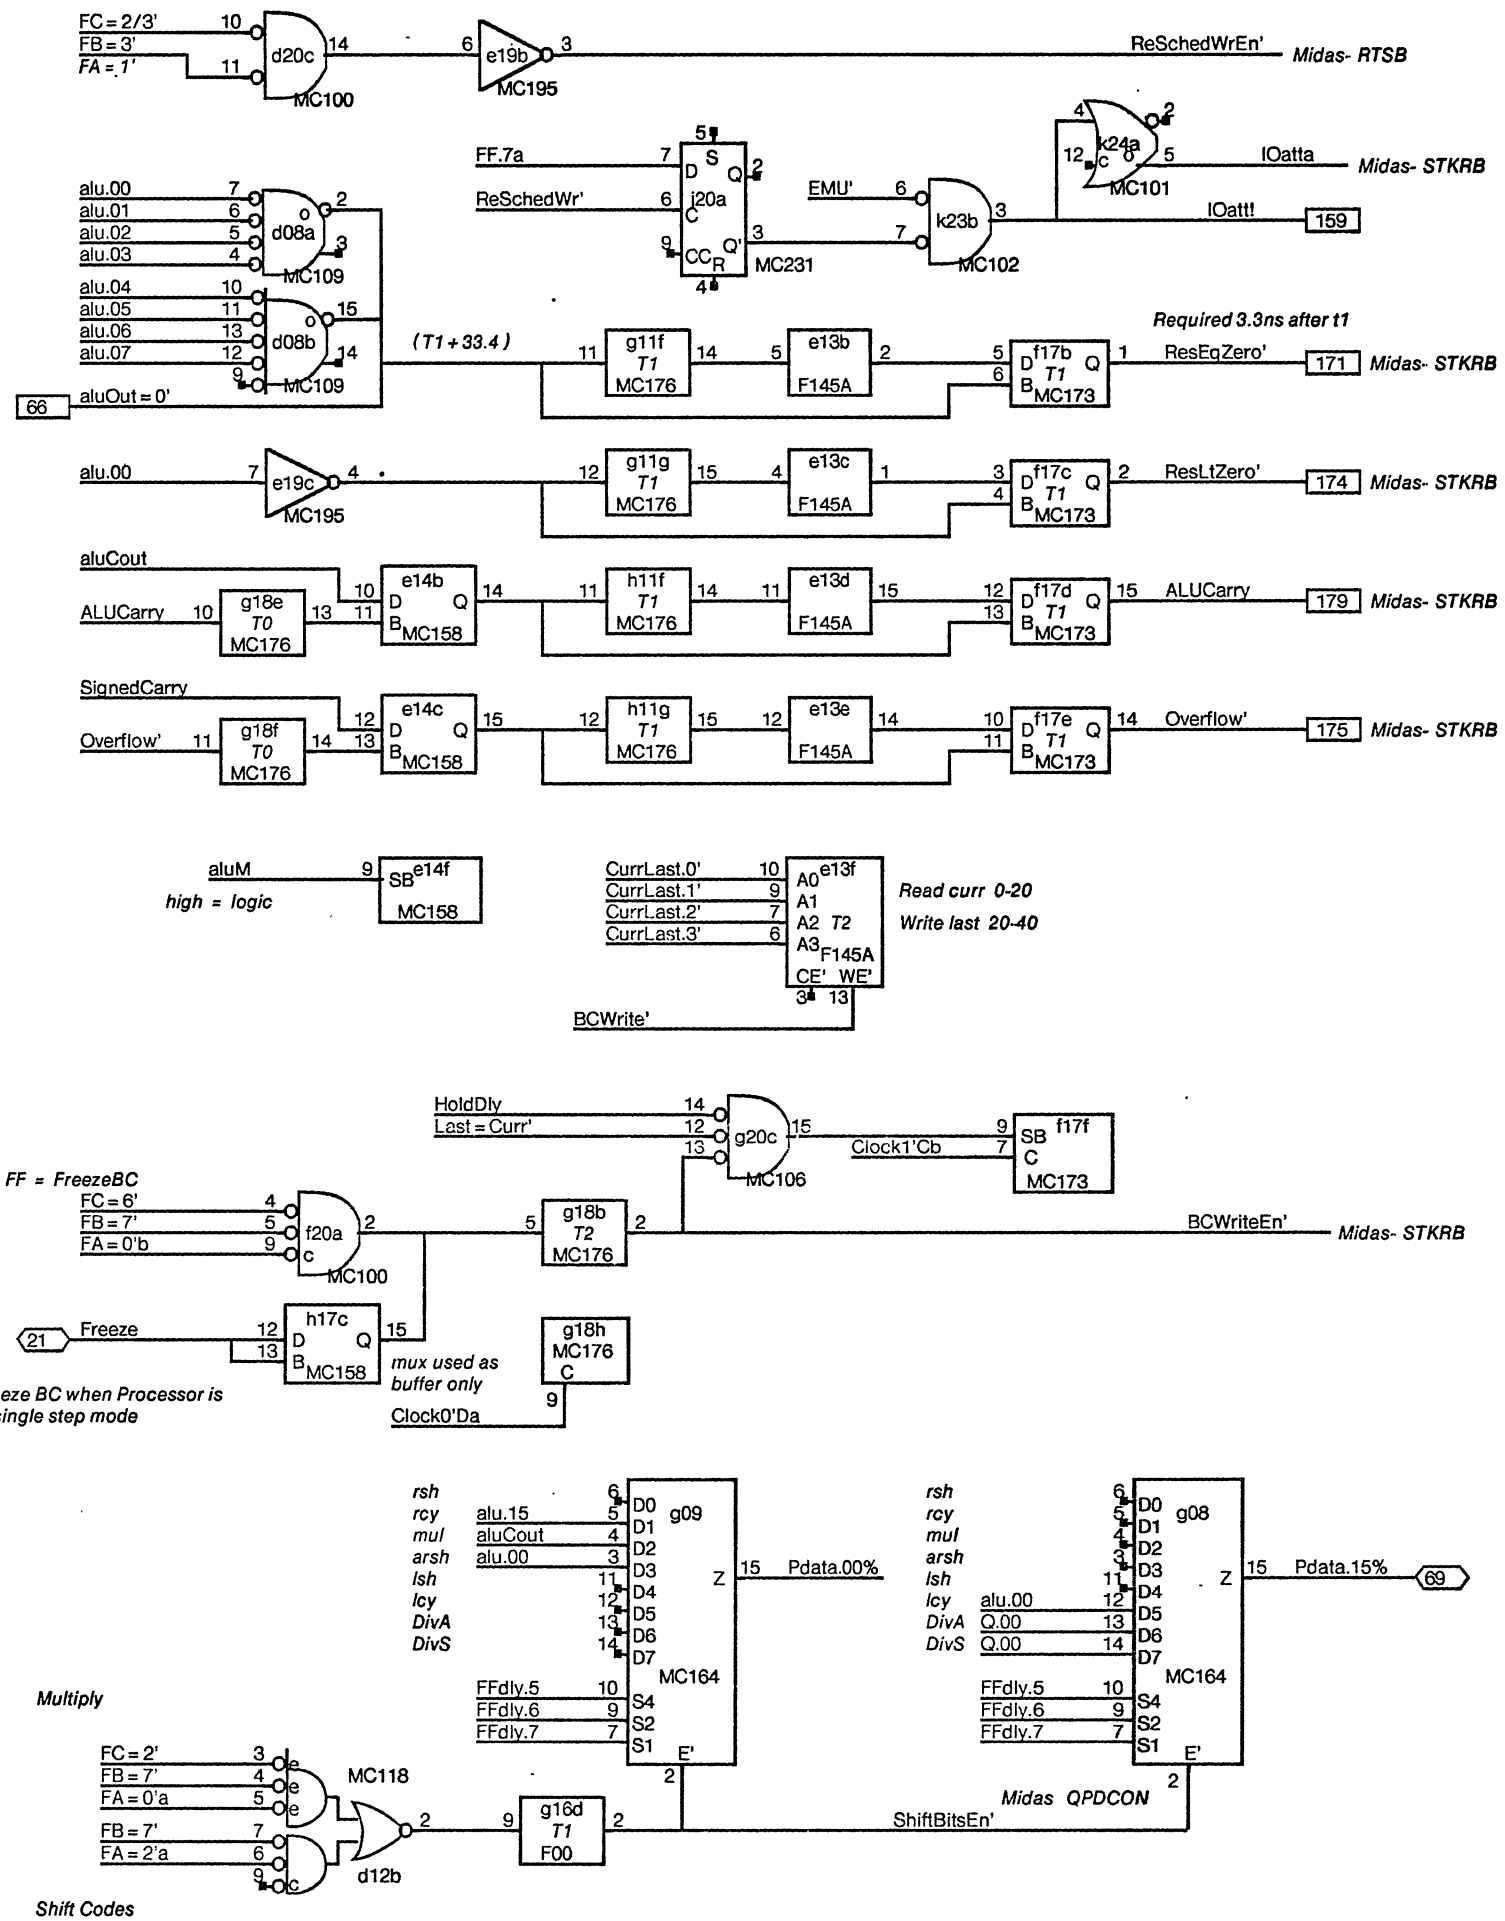 FC = 2/3' 10
FB = 3'
FA = 1' 11
d20c 14
MC100
6 e19b 3
MC195
ReSchedWrEn' Midas- RTSB
FF.7a 7
ReSchedWr' 6
5 S
D Q 2
j20a
C
9 CC R Q' 3
4
MC231
EMU' 6
7
k23b 3
MC102
4 2
k24a
12 c o 5
MC101
IOatta Midas- STKRB
IOatt! 159
alu.00 7
alu.01 6
alu.02 5
alu.03 4
o 2
d08a
3
MC109
alu.04 10
alu.05 11
alu.06 13
alu.07 12
9
o 15
d08b
14
MC109
66 aluOut = 0'
(T1 + 33.4)
11 g11f 14
T1
MC176
5 e13b 2
F145A
Required 3.3ns after t1
5 D f17b Q 1
6 B T1
MC173
ResEqZero' 171 Midas- STKRB
alu.00 7 e19c 4
MC195
12 g11g 15
T1
MC176
4 e13c 1
F145A
3 D f17c Q 2
4 B T1
MC173
ResLtZero' 174 Midas- STKRB
aluCout
ALUCarry 10 g18e 13
T0
MC176
10 e14b 14
D Q
11 B MC158
11 h11f 14
T1
MC176
11 e13d 15
F145A
12 D f17d Q 15
13 B T1
MC173
ALUCarry 179 Midas- STKRB
SignedCarry
Overflow' 11 g18f 14
T0
MC176
12 e14c 15
D Q
13 B MC158
12 h11g 15
T1
MC176
12 e13e 14
F145A
10 D f17e Q 14
11 B T1
MC173
Overflow' 175 Midas- STKRB
aluM 9 SB e14f
high = logic
MC158
CurrLast.0' 10 A0 e13f
CurrLast.1' 9 A1
CurrLast.2' 7 A2 T2
CurrLast.3' 6 A3 F145A
CE' WE'
3 13
BCWrite'
Read curr 0-20
Write last 20-40
HoldDly 14
Last = Curr' 12
13
g20c 15
MC106
9 SB f17f
Clock1'Cb 7 C
MC173
FF = FreezeBC
FC = 6' 4
FB = 7' 5
FA = 0'b 9 c
f20a 2
MC100
5 g18b 2
T2
MC176
BCWriteEn' Midas- STKRB
21 Freeze 12
13
h17c
D Q 15
B MC158
mux used as
buffer only
g18h
MC176
C
9
Clock0'Da
eze BC when Processor is
single step mode
rsh 6 D0 g09
rcy alu.15 5 D1
mul aluCout 4 D2
arsh alu.00 3 D3
lsh 11 D4
lcy 12 D5
DivA 13 D6
DivS 14 D7
Z 15 Pdata.00%
MC164
FFdly.5 10 S4
FFdly.6 9 S2
FFdly.7 7 S1
E'
2
rsh 6 D0 g08
rcy 5 D1
mul 4 D2
arsh 3 D3
lsh 11 D4
lcy alu.00 12 D5
DivA Q.00 13 D6
DivS Q.00 14 D7
Z 15 Pdata.15% 69
MC164
FFdly.5 10 S4
FFdly.6 9 S2
FFdly.7 7 S1
E'
2
Midas QPDCON
Multiply
FC = 2' 3 e
FB = 7' 4 e
FA = 0'a 5 e
FB = 7' 7
FA = 2'a 6
9 c
MC118
2
d12b
9 g16d 2
T1
F00
ShiftBitsEn'
Shift Codes